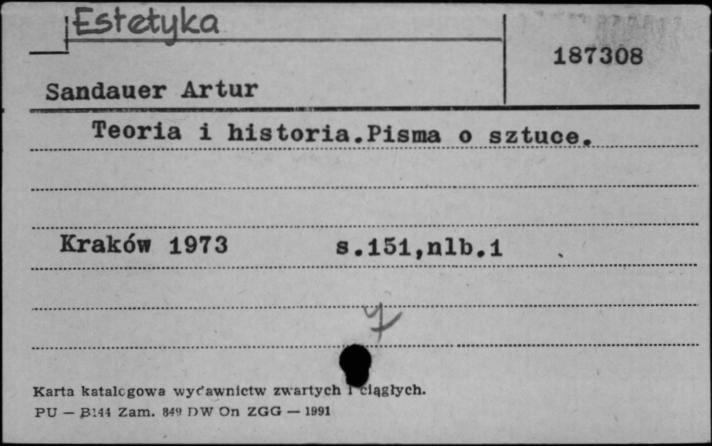 Estetyka
187308
Sandauer Artur
Teoria i historia.Pisma o sztuce.
Kraków 1973 s.151,nlb.1
Karta katalogowa wydawnictw zwartych i ciągłych.
PU — B144 Zam. 849 DW On ZGG — 1991